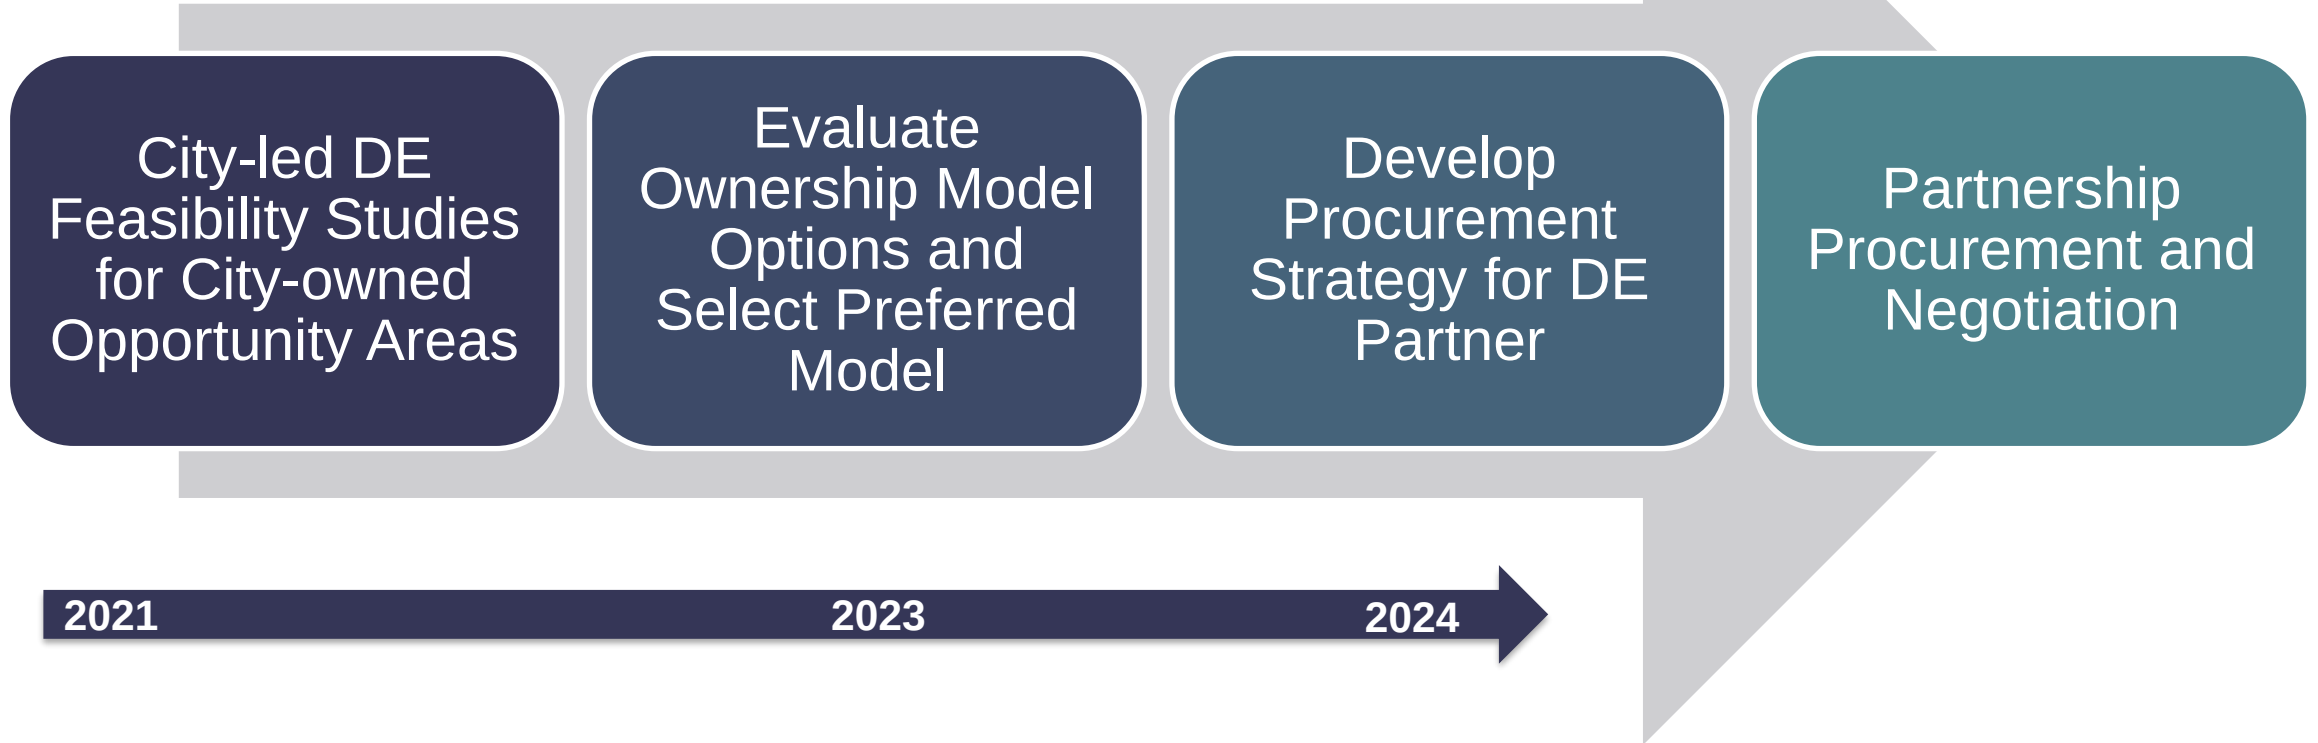 City-led DE
Feasibility Studies
for City-owned
Opportunity Areas
Evaluate
Ownership Model
Options and
Select Preferred
Model
Develop
Procurement
Strategy for DE
Partner
Partnership
Procurement and
Negotiation
2021
2023
2024